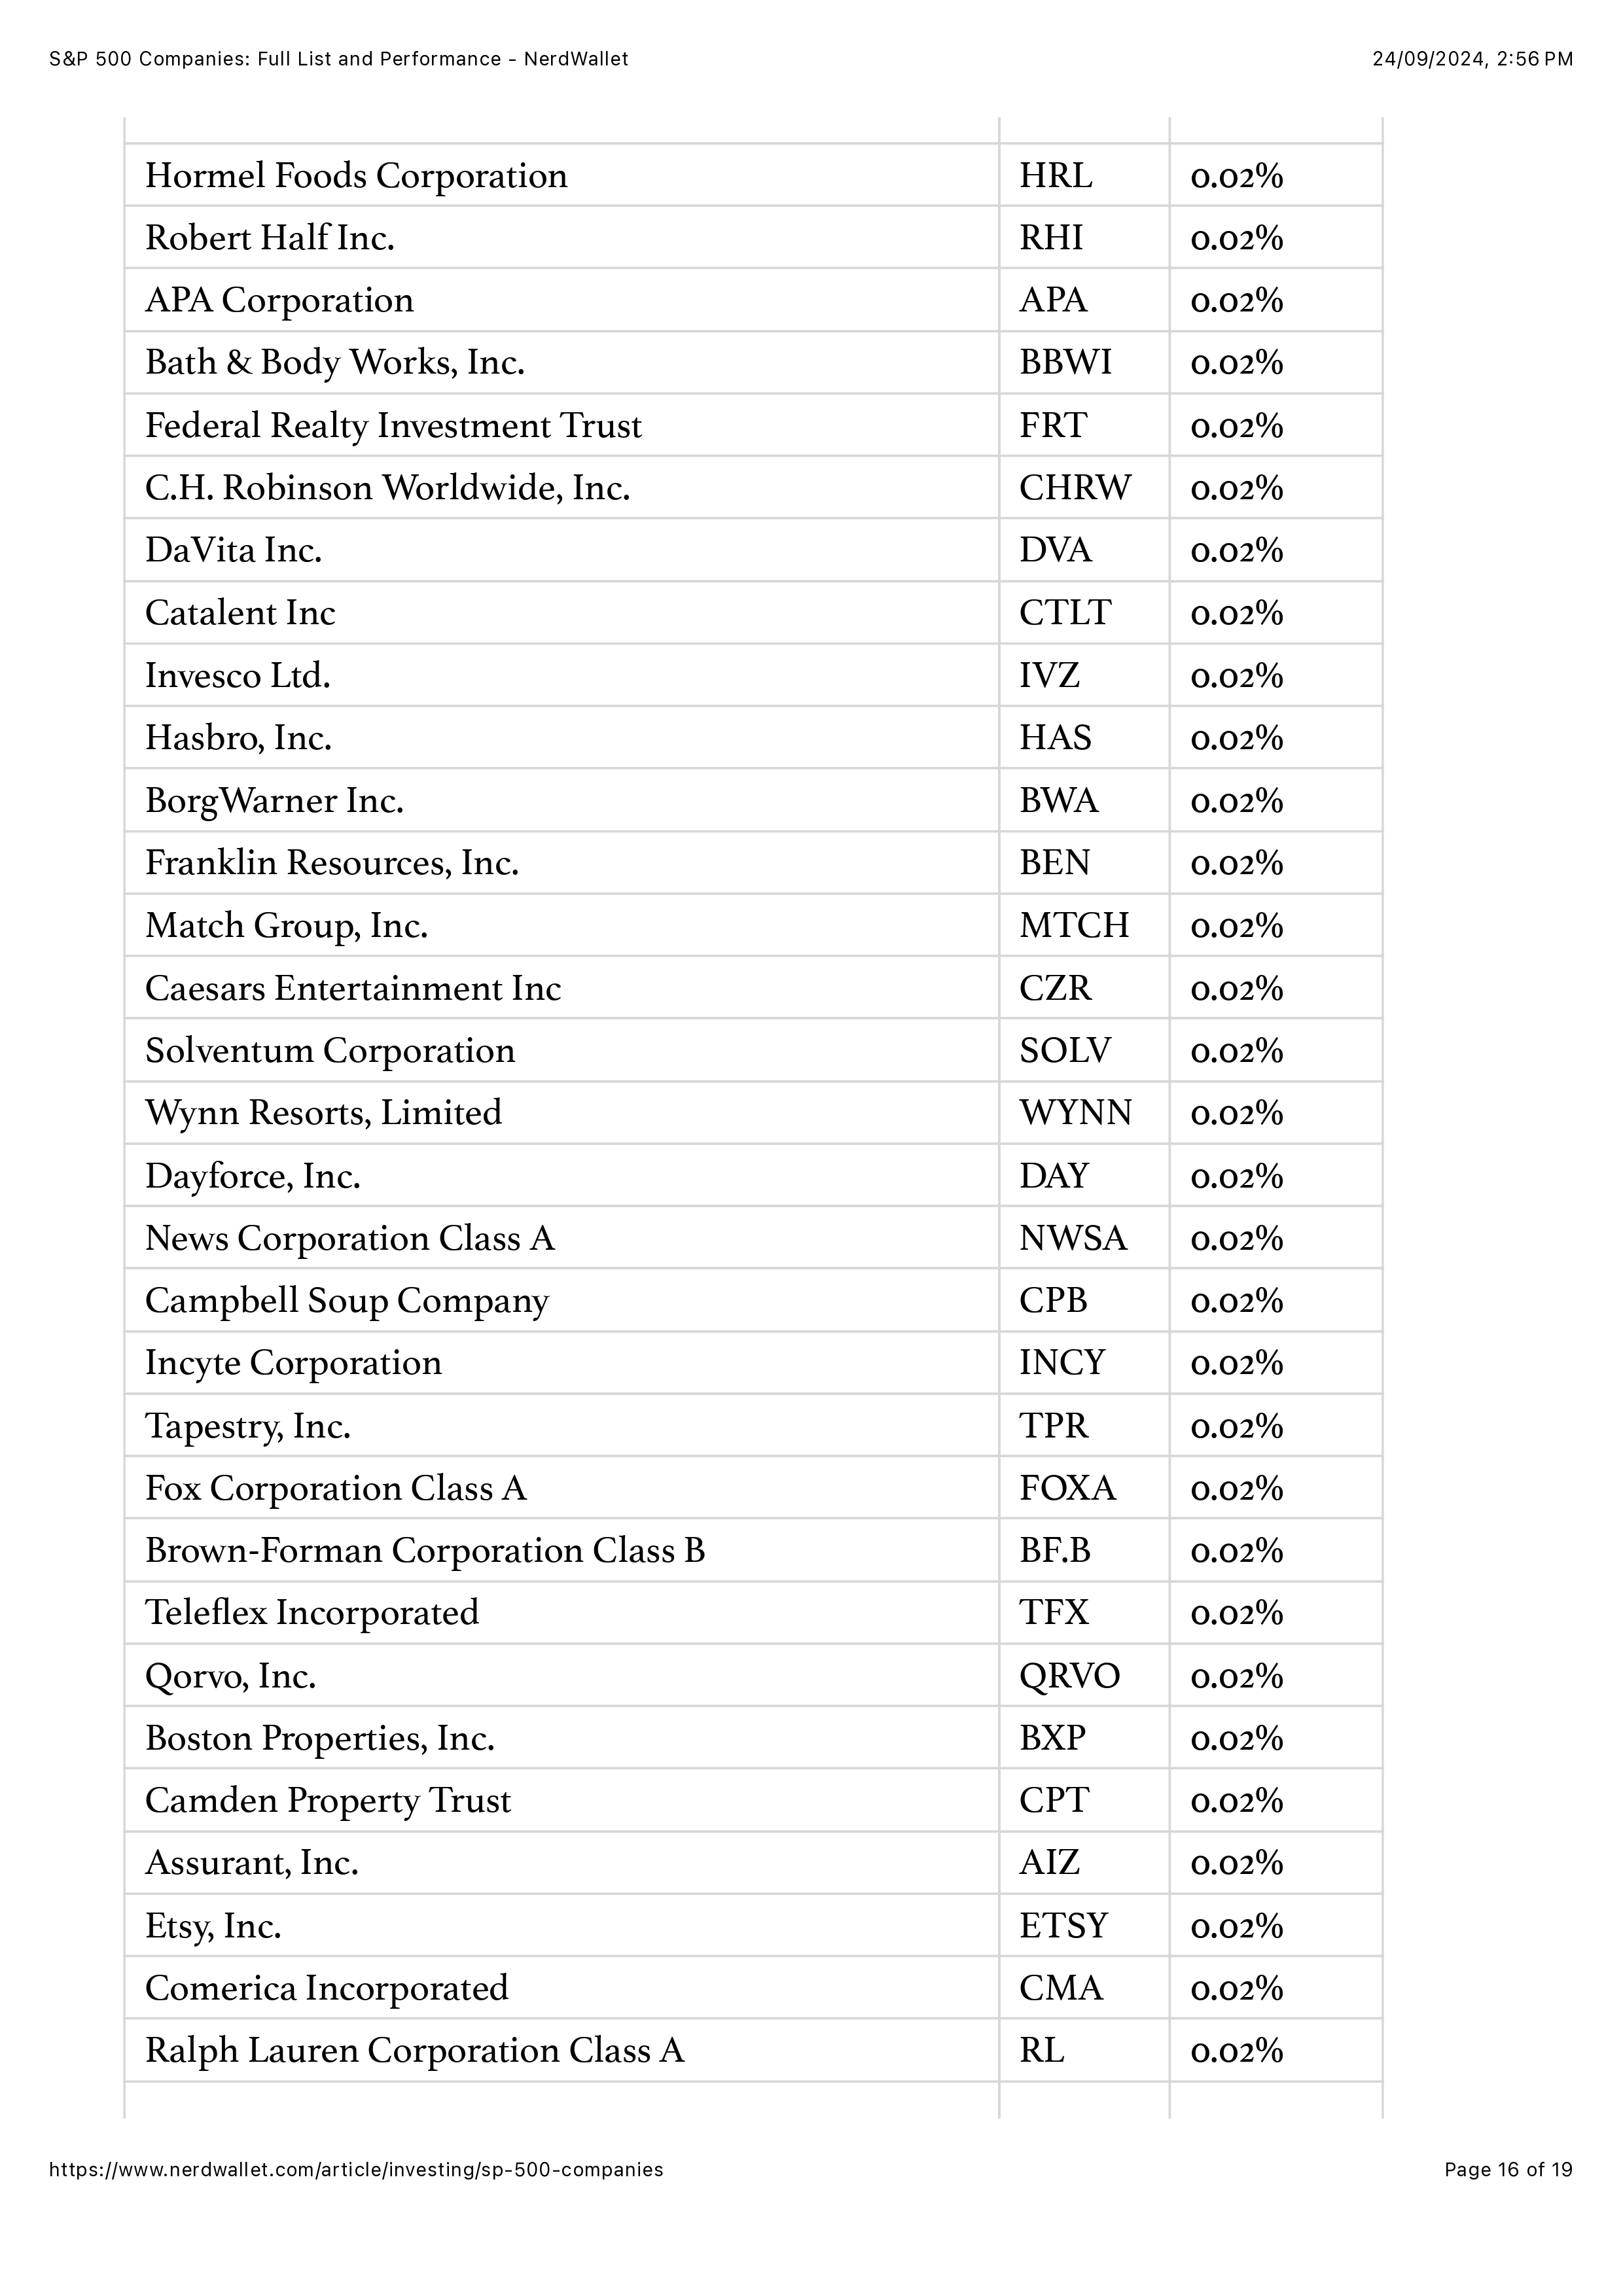 S&P 500 Companies: Full List and Performance - NerdWallet 24/09/2024, 2:56 PM
Hormel Foods Corporation HRL 0.02%
Robert Half Inc. RHI 0.02%
APA Corporation APA 0.02%
Bath & Body Works, Inc. BBWI 0.02%
Federal Realty Investment Trust FRT 0.02%
C.H. Robinson Worldwide, Inc. CHRW 0.02%
DaVita Inc. DVA 0.02%
Catalent Inc CTLT 0.02%
Invesco Ltd. IVZ 0.02%
Hasbro, Inc. HAS 0.02%
BorgWarner Inc. BWA 0.02%
Franklin Resources, Inc. BEN 0.02%
Match Group, Inc. MTCH 0.02%
Caesars Entertainment Inc CZR 0.02%
Solventum Corporation SOLV 0.02%
Wynn Resorts, Limited WYNN 0.02%
Dayforce, Inc. DAY 0.02%
News Corporation Class A NWSA 0.02%
Campbell Soup Company CPB 0.02%
Incyte Corporation INCY 0.02%
Tapestry, Inc. TPR 0.02%
Fox Corporation Class A FOXA 0.02%
Brown-Forman Corporation Class B BF.B 0.02%
Teleflex Incorporated TFX 0.02%
Qorvo, Inc. QRVO 0.02%
Boston Properties, Inc. BXP 0.02%
Camden Property Trust CPT 0.02%
Assurant, Inc. AIZ 0.02%
Etsy, Inc. ETSY 0.02%
Comerica Incorporated CMA 0.02%
Ralph Lauren Corporation Class A RL 0.02%
https://www.nerdwallet.com/article/investing/sp-500-companies Page 16 of 19